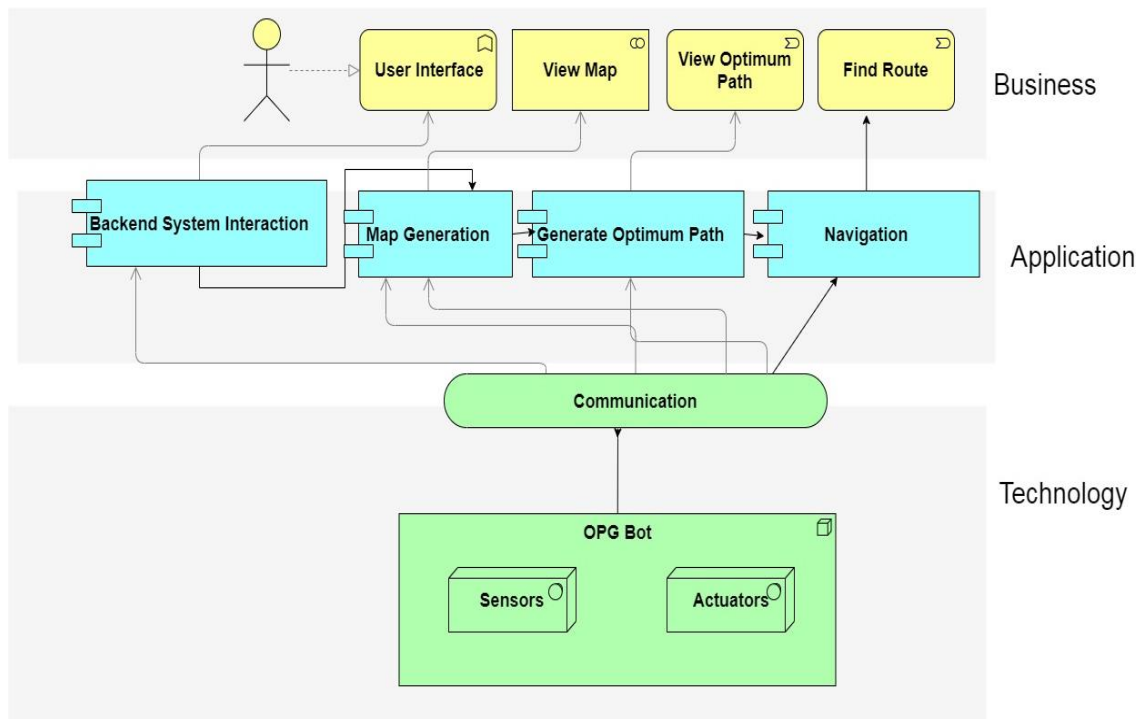 User Interface
View Map
View Optimum
Path
Find Route
Business
Backend System Interaction
Map Generation
Generate Optimum Path
Navigation
Application
Communication
Technology
OPG Bot
Sensors
Actuators